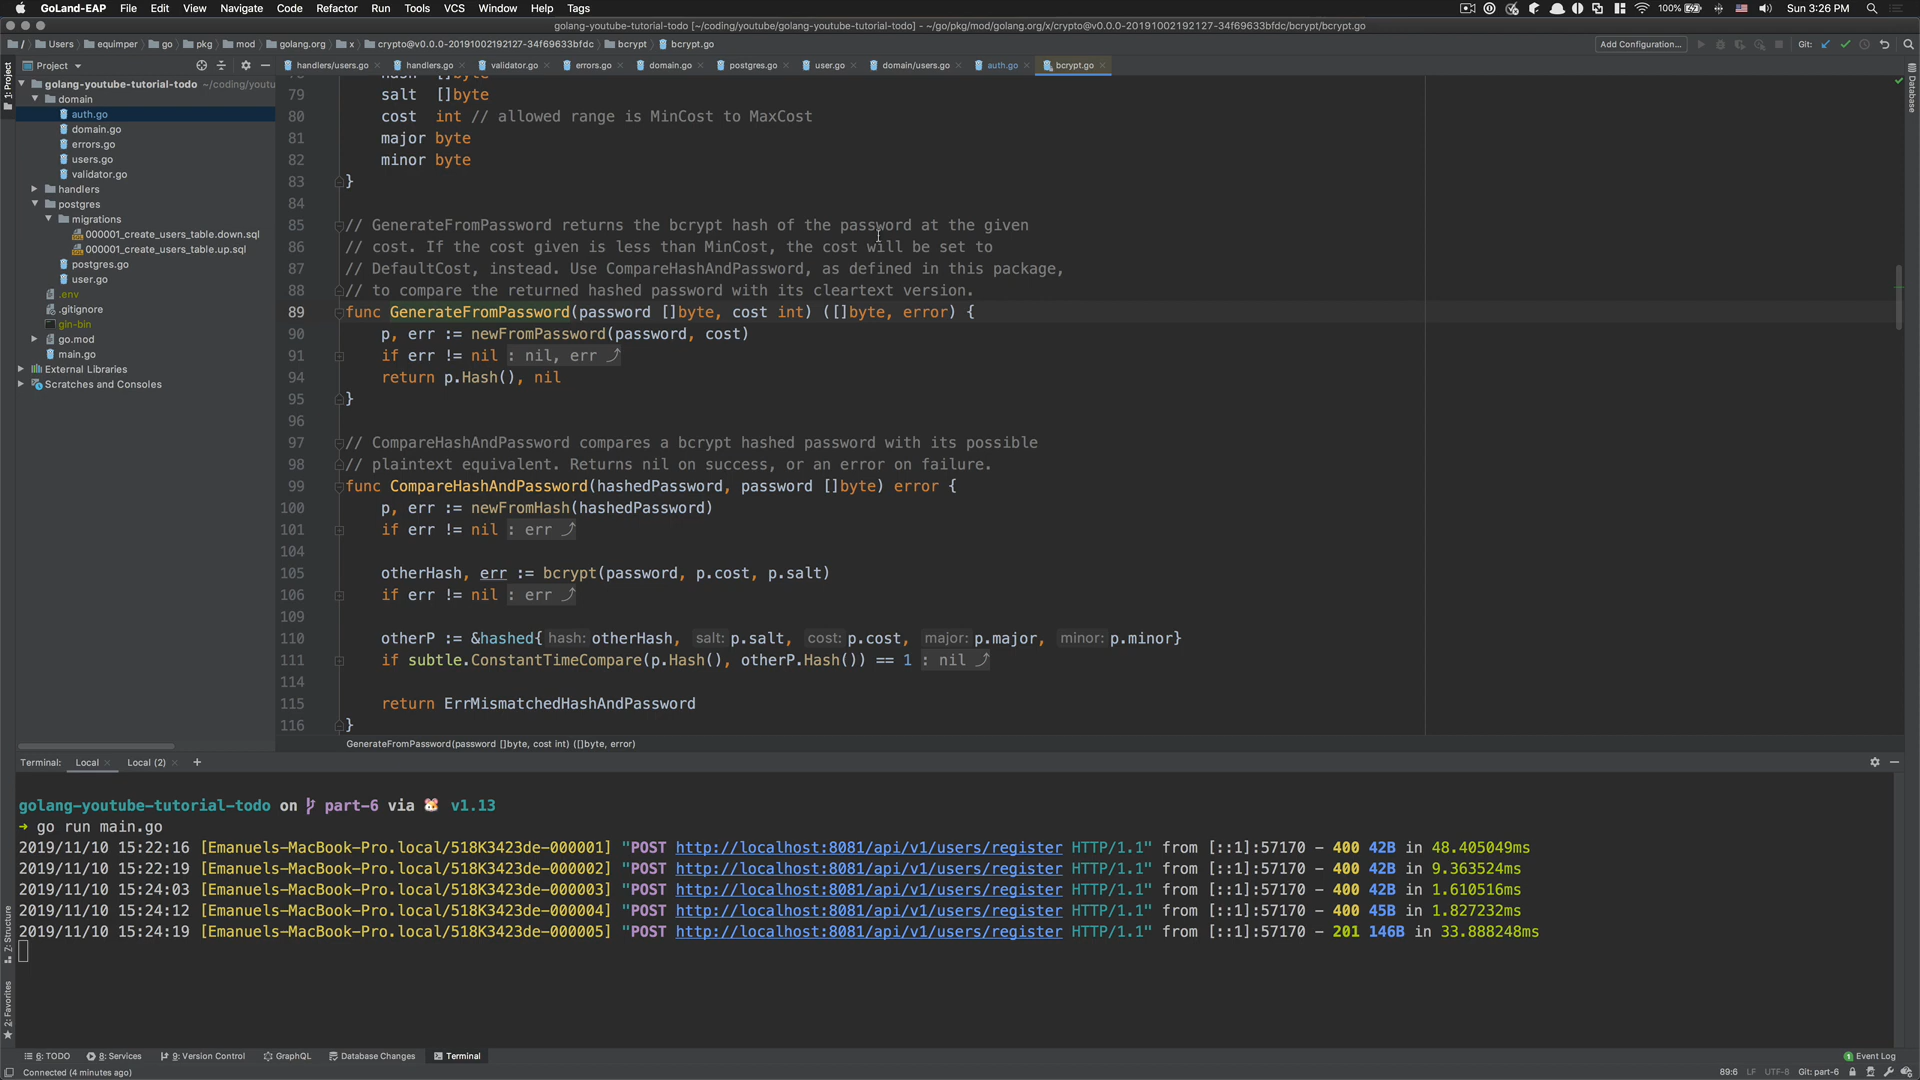 GoLand-EAP File Edit View Navigate Code Refactor Run Tools VCS Window Help Tags 100% Sun 3:26 PM
golang-youtube-tutorial-todo [~/coding/youtube/golang-youtube-tutorial-todo] – ~/go/pkg/mod/golang.org/x/crypto@v0.0.0-20191002192127-34f69633bfdc/bcrypt/bcrypt.go
/ Users equimper go pkg mod golang.org x crypto@v0.0.0-20191002192127-34f69633bfdc bcrypt bcrypt.go Add Configuration... Git:
Project handlers/users.go handlers.go validator.go errors.go domain.go postgres.go user.go domain/users.go auth.go bcrypt.go
1: Project
Database
golang-youtube-tutorial-todo ~/coding/youtu
domain
auth.go
domain.go
errors.go
users.go
validator.go
handlers
postgres
migrations
000001_create_users_table.down.sql
000001_create_users_table.up.sql
postgres.go
user.go
.env
.gitignore
gin-bin
go.mod
main.go
External Libraries
Scratches and Consoles
78 hash []byte
79 salt []byte
80 cost int // allowed range is MinCost to MaxCost
81 major byte
82 minor byte
83 }
84
85 // GenerateFromPassword returns the bcrypt hash of the password at the given
86 // cost. If the cost given is less than MinCost, the cost will be set to
87 // DefaultCost, instead. Use CompareHashAndPassword, as defined in this package,
88 // to compare the returned hashed password with its cleartext version.
89 func GenerateFromPassword(password []byte, cost int) ([]byte, error) {
90 p, err := newFromPassword(password, cost)
91 if err != nil : nil, err
94 return p.Hash(), nil
95 }
96
97 // CompareHashAndPassword compares a bcrypt hashed password with its possible
98 // plaintext equivalent. Returns nil on success, or an error on failure.
99 func CompareHashAndPassword(hashedPassword, password []byte) error {
100 p, err := newFromHash(hashedPassword)
101 if err != nil : err
104
105 otherHash, err := bcrypt(password, p.cost, p.salt)
106 if err != nil : err
109
110 otherP := &hashed{ hash: otherHash, salt: p.salt, cost: p.cost, major: p.major, minor: p.minor}
111 if subtle.ConstantTimeCompare(p.Hash(), otherP.Hash()) == 1 : nil
114
115 return ErrMismatchedHashAndPassword
116 }
GenerateFromPassword(password []byte, cost int) ([]byte, error)
Terminal: Local Local (2) +
golang-youtube-tutorial-todo on part-6 via v1.13
➜ go run main.go
2019/11/10 15:22:16 [Emanuels-MacBook-Pro.local/518K3423de-000001] "POST http://localhost:8081/api/v1/users/register HTTP/1.1" from [::1]:57170 – 400 42B in 48.405049ms
2019/11/10 15:22:19 [Emanuels-MacBook-Pro.local/518K3423de-000002] "POST http://localhost:8081/api/v1/users/register HTTP/1.1" from [::1]:57170 – 400 42B in 9.363524ms
2019/11/10 15:24:03 [Emanuels-MacBook-Pro.local/518K3423de-000003] "POST http://localhost:8081/api/v1/users/register HTTP/1.1" from [::1]:57170 – 400 42B in 1.610516ms
2019/11/10 15:24:12 [Emanuels-MacBook-Pro.local/518K3423de-000004] "POST http://localhost:8081/api/v1/users/register HTTP/1.1" from [::1]:57170 – 400 45B in 1.827232ms
2019/11/10 15:24:19 [Emanuels-MacBook-Pro.local/518K3423de-000005] "POST http://localhost:8081/api/v1/users/register HTTP/1.1" from [::1]:57170 – 201 146B in 33.888248ms
Z: Structure
2: Favorites
6: TODO 8: Services 9: Version Control GraphQL Database Changes Terminal 1 Event Log
Connected (4 minutes ago) 89:6 LF UTF-8 Git: part-6